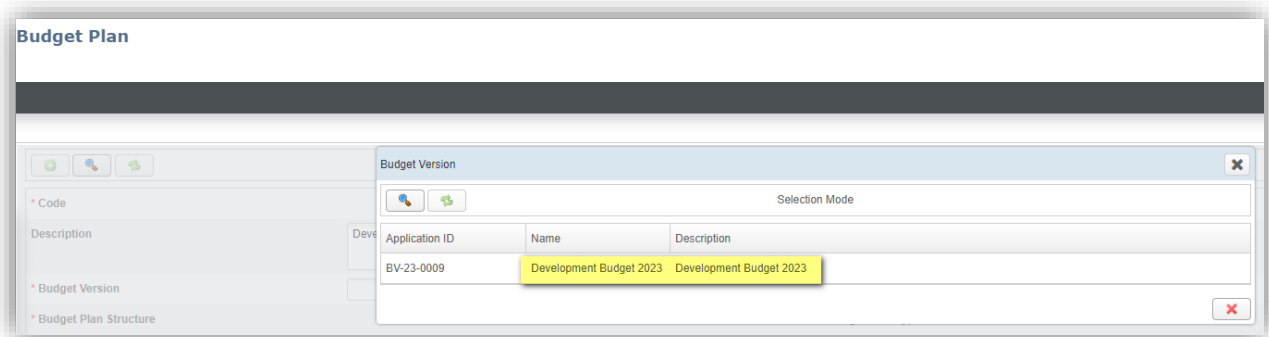 Budget Plan
Budget Version
Selection Mode
* Code
Description
Deve
Application ID
Name
Description
BV-23-0009
Development Budget 2023
Development Budget 2023
* Budget Version
* Budget Plan Structure